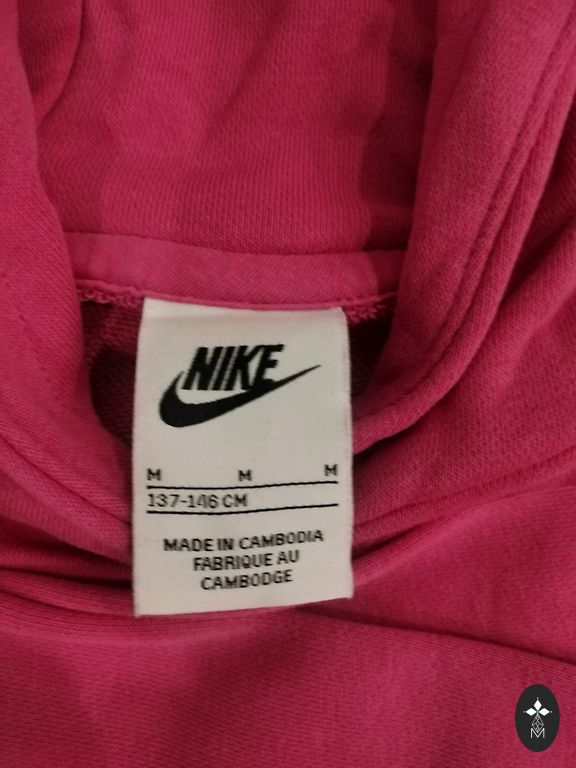 NIKE
M M M
137-146 CM
MADE IN CAMBODIA
FABRIQUE AU
CAMBODGE
M